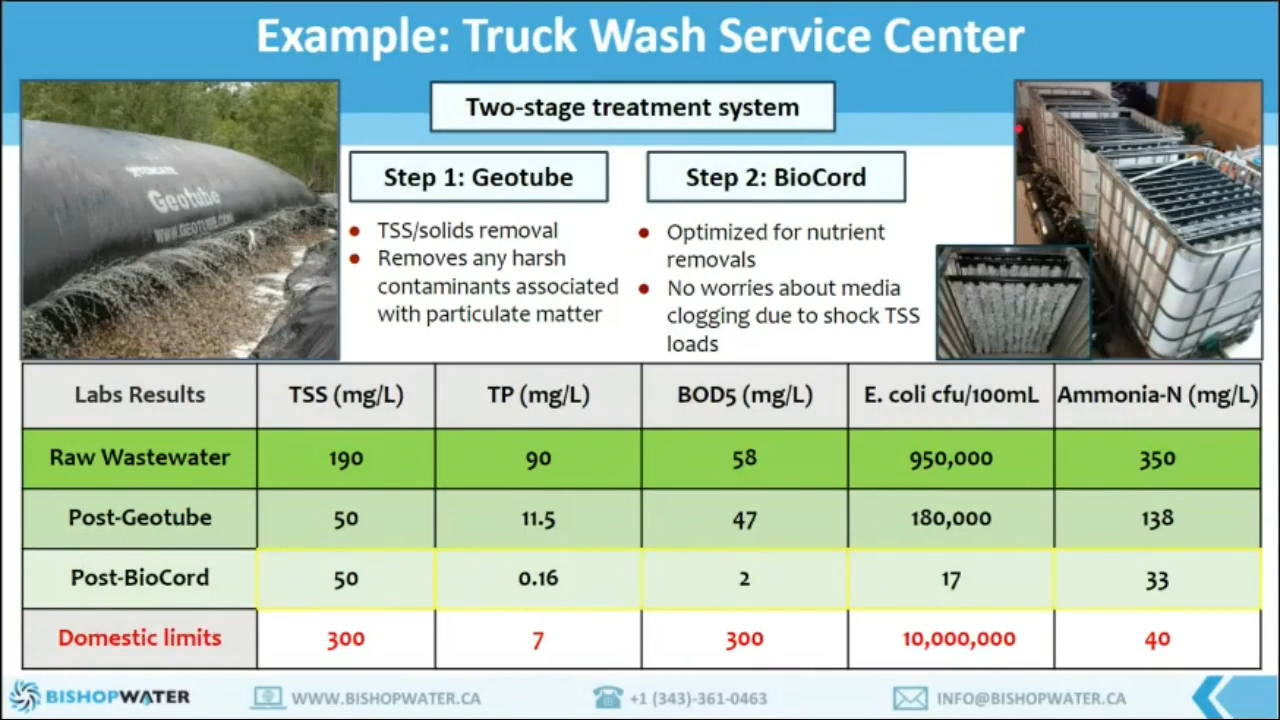 Example: Truck Wash Service Center
Two-stage treatment system
Step 1: Geotube
TSS/solids removal
Removes any harsh
contaminants associated
with particulate matter
Step 2: BioCord
Optimized for nutrient
removals
No worries about media
clogging due to shock TSS
loads
Geotube
WWW.GEOTUBE.COM
Labs Results TSS (mg/L) TP (mg/L) BOD5 (mg/L) E. coli cfu/100mL Ammonia-N (mg/L)
Raw Wastewater 190 90 58 950,000 350
Post-Geotube 50 11.5 47 180,000 138
Post-BioCord 50 0.16 2 17 33
Domestic limits 300 7 300 10,000,000 40
BISHOPWATER WWW.BISHOPWATER.CA +1 (343)-361-0463 INFO@BISHOPWATER.CA